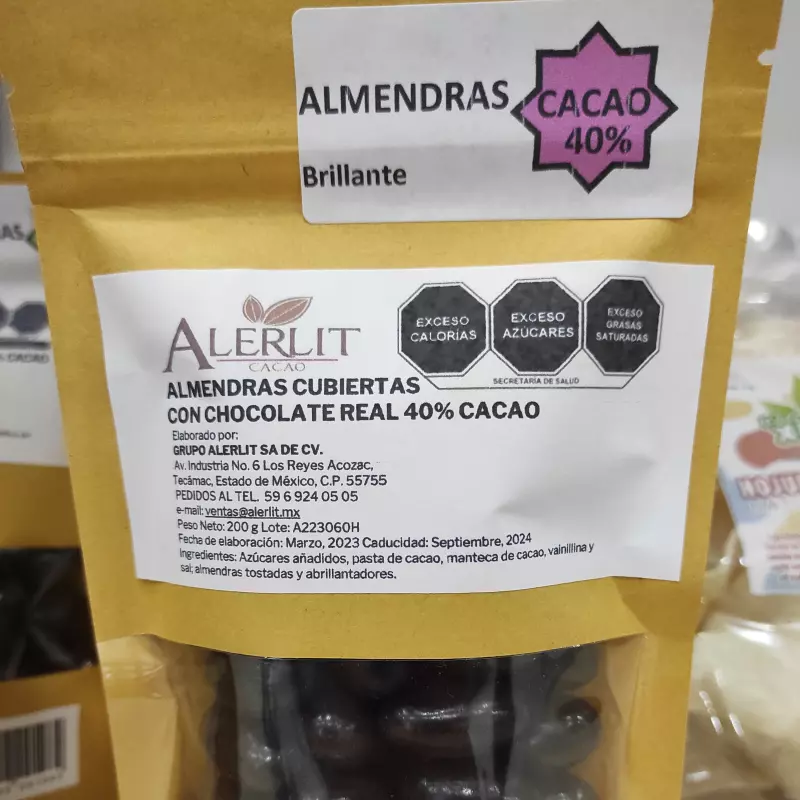 ALMENDRAS
CACAO
40%
Brillante
ALERLIT
CACAO
EXCESO
CALORÍAS
EXCESO
AZÚCARES
EXCESO
GRASAS
SATURADAS
SECRETARÍA DE SALUD
ALMENDRAS CUBIERTAS
CON CHOCOLATE REAL 40% CACAO
Elaborado por:
GRUPO ALERLIT SA DE CV.
Av. Industria No. 6 Los Reyes Acozac,
Tecámac, Estado de México, C.P. 55755
PEDIDOS AL TEL. 59 6 924 05 05
e-mail: ventas@alerlit.mx
Peso Neto: 200 g Lote: A223060H
Fecha de elaboración: Marzo, 2023 Caducidad: Septiembre, 2024
Ingredientes: Azúcares añadidos, pasta de cacao, manteca de cacao, vainillina y
sal; almendras tostadas y abrillantadores.
CACAO